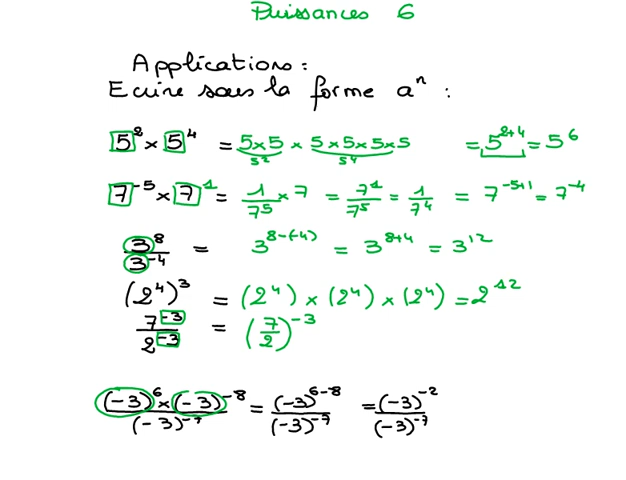 Puissances 6
Applications :
Ecrire sous la forme aⁿ :
5² × 5⁴ = 5×5 × 5×5×5×5 = 5²⁺⁴ = 5⁶
5² 5⁴
7⁻⁵ × 7¹ = 1/7⁵ × 7 = 7¹/7⁵ = 1/7⁴ = 7⁻⁵⁺¹ = 7⁻⁴
3⁸/3⁻⁴ = 3⁸⁻⁽⁻⁴⁾ = 3⁸⁺⁴ = 3¹²
(2⁴)³ = (2⁴) × (2⁴) × (2⁴) = 2¹²
7⁻³/2⁻³ = (7/2)⁻³
(-3)⁶ × (-3)⁻⁸/(-3)⁻⁷ = (-3)⁶⁻⁸/(-3)⁻⁷ = (-3)⁻²/(-3)⁻⁷